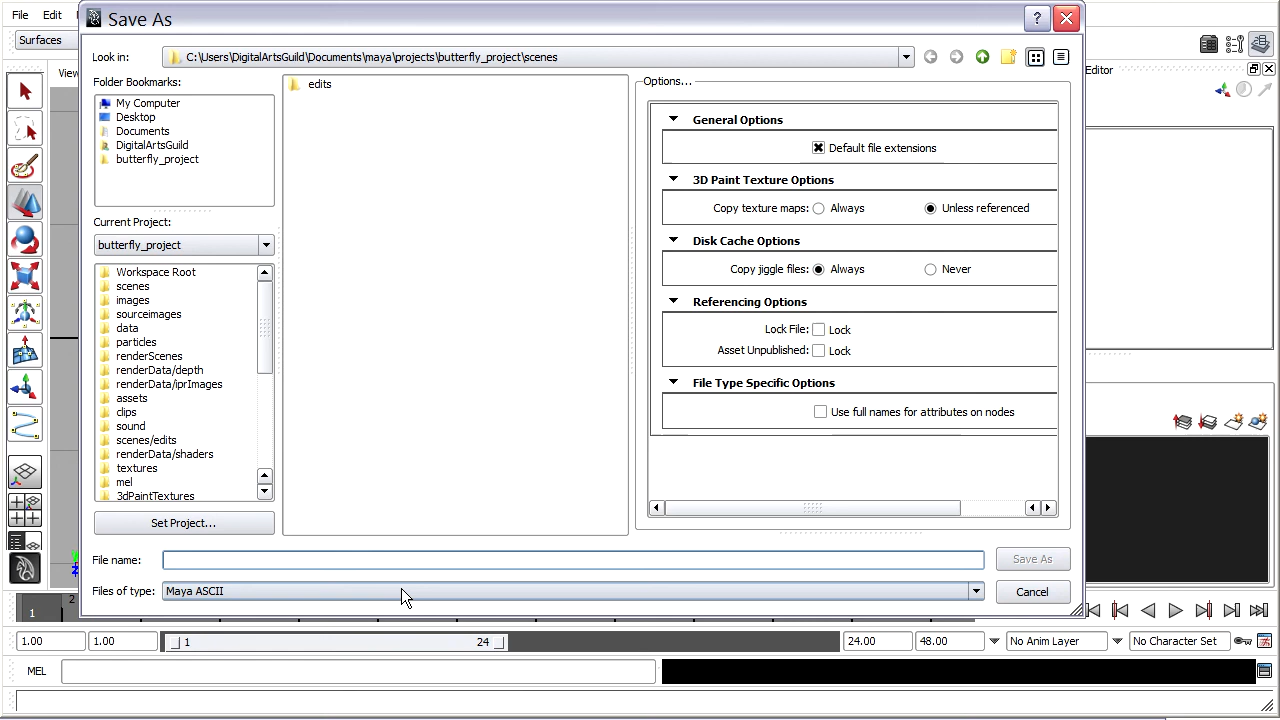 File Edit
Save As
?
Surfaces
Look in: C:\Users\DigitalArtsGuild\Documents\maya\projects\butterfly_project\scenes
View
Editor
Folder Bookmarks:
My Computer
Desktop
Documents
DigitalArtsGuild
butterfly_project
Current Project:
butterfly_project
Workspace Root
scenes
images
sourceimages
data
particles
renderScenes
renderData/depth
renderData/prImages
assets
clips
sound
scenes/edits
renderData/shaders
textures
mel
3dPaintTextures
Set Project...
edits
Options...
General Options
Default file extensions
3D Paint Texture Options
Copy texture maps: Always Unless referenced
Disk Cache Options
Copy jiggle files: Always Never
Referencing Options
Lock File: Lock
Asset Unpublished: Lock
File Type Specific Options
Use full names for attributes on nodes
File name: Save As
Files of type: Maya ASCII Cancel
1 2
1.00 1.00 1 24 24.00 48.00 No Anim Layer No Character Set
MEL